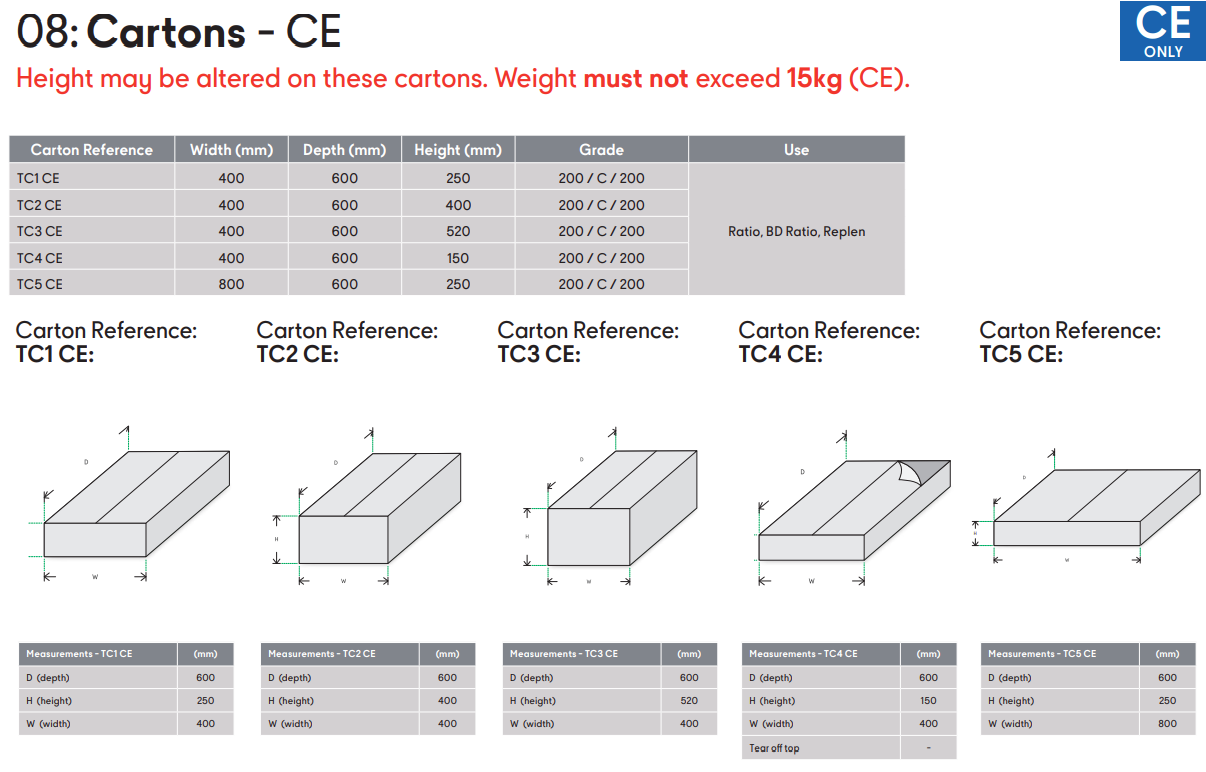 08: Cartons - CE
CE
ONLY
Height may be altered on these cartons. Weight must not exceed 15kg (CE).
Carton Reference Width (mm) Depth (mm) Height (mm) Grade Use
TC1 CE 400 600 250 200 / C / 200
TC2 CE 400 600 400 200 / C / 200
TC3 CE 400 600 520 200 / C / 200 Ratio, BD Ratio, Replen
TC4 CE 400 600 150 200 / C / 200
TC5 CE 800 600 250 200 / C / 200
Carton Reference:
TC1 CE:
D
W
Measurements - TC1 CE (mm)
D (depth) 600
H (height) 250
W (width) 400
Carton Reference:
TC2 CE:
D
H
W
Measurements - TC2 CE (mm)
D (depth) 600
H (height) 400
W (width) 400
Carton Reference:
TC3 CE:
D
H
W
Measurements - TC3 CE (mm)
D (depth) 600
H (height) 520
W (width) 400
Carton Reference:
TC4 CE:
D
W
Measurements - TC4 CE (mm)
D (depth) 600
H (height) 150
W (width) 400
Tear off top -
Carton Reference:
TC5 CE:
D
H
W
Measurements - TC5 CE (mm)
D (depth) 600
H (height) 250
W (width) 800